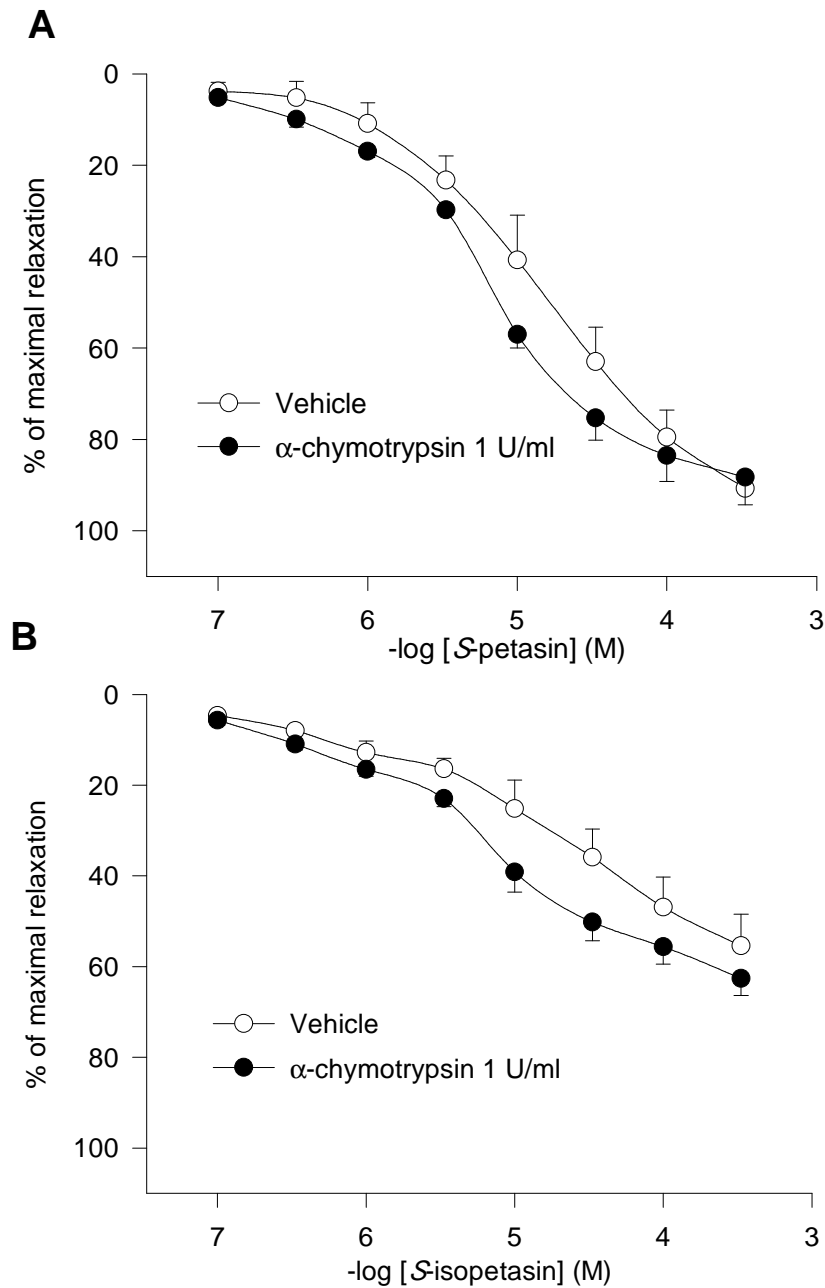 A
0
20
40
60
80
100
% of maximal relaxation
Vehicle
α-chymotrypsin 1 U/ml
7 6 5 4 3
-log [S-petasin] (M)
B
0
20
40
60
80
100
% of maximal relaxation
Vehicle
α-chymotrypsin 1 U/ml
7 6 5 4 3
-log [S-isopetasin] (M)